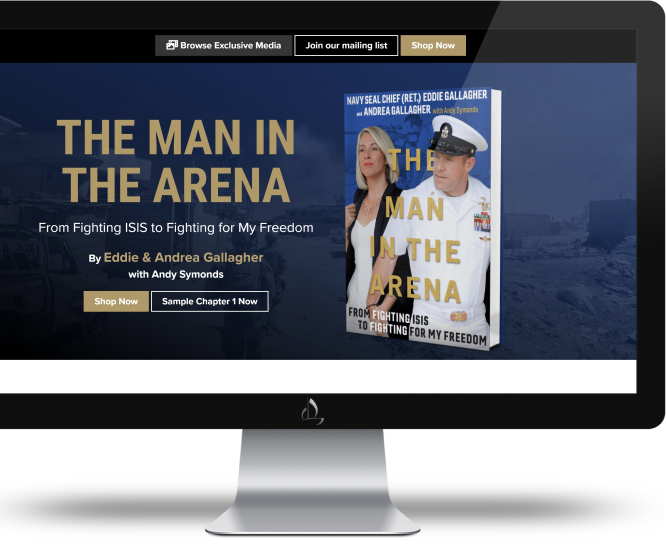 Browse Exclusive Media
Join our mailing list
Shop Now
THE MAN IN
THE ARENA
From Fighting ISIS to Fighting for My Freedom
By Eddie & Andrea Gallagher
with Andy Symonds
Shop Now
Sample Chapter 1 Now
NAVY SEAL CHIEF (RET.) EDDIE GALLAGHER
and ANDREA GALLAGHER with Andy Symonds
THE
MAN
IN THE
ARENA
FROM FIGHTING ISIS
TO FIGHTING FOR MY FREEDOM